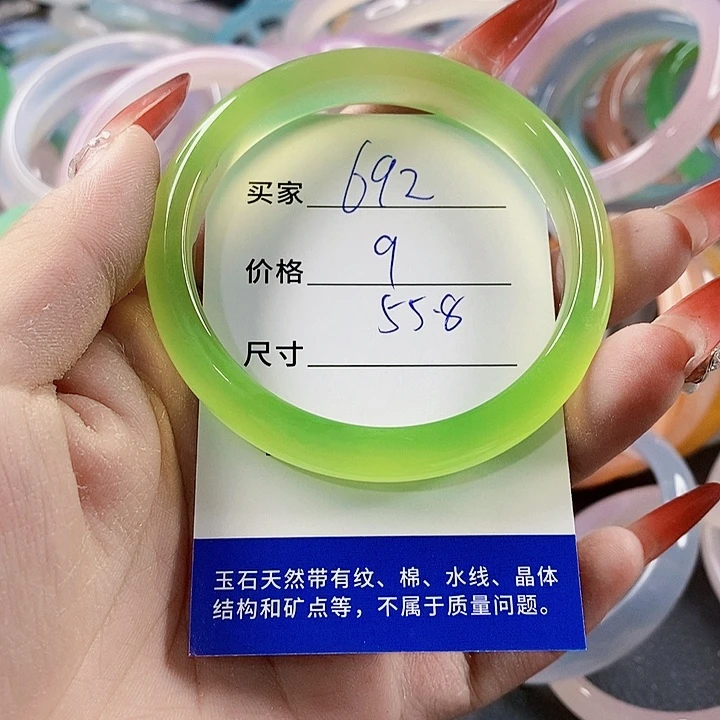 买家 692
价格 9
55.8
尺寸
玉石天然带有纹、棉、水线、晶体
结构和矿点等，不属于质量问题。